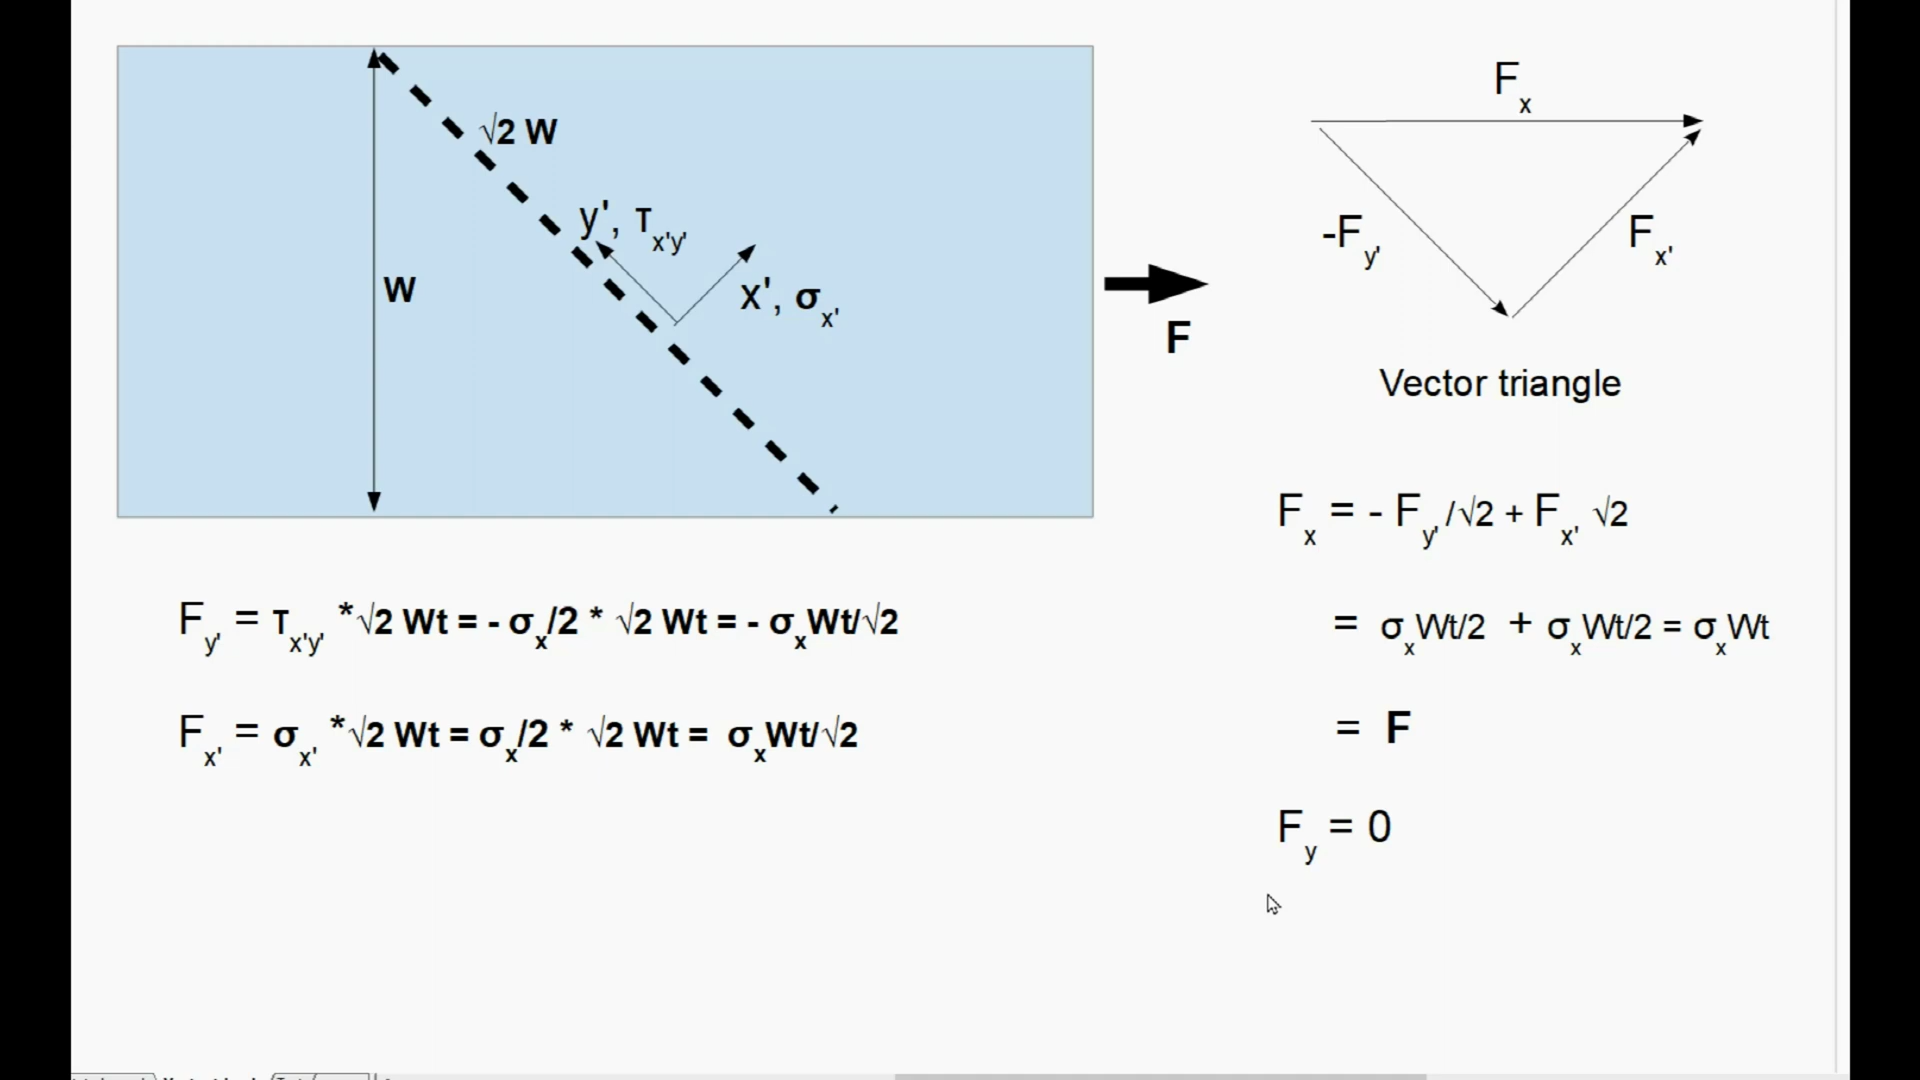 √2 W
y', τx'y'
W
x', σx'
F
Fx
-Fy'
Fx'
Vector triangle
Fy' = τx'y' *√2 Wt = - σx/2 * √2 Wt = - σxWt/√2
Fx' = σx' *√2 Wt = σx/2 * √2 Wt = σxWt/√2
Fx = - Fy' /√2 + Fx' √2
= σxWt/2 + σxWt/2 = σxWt
= F
Fy = 0